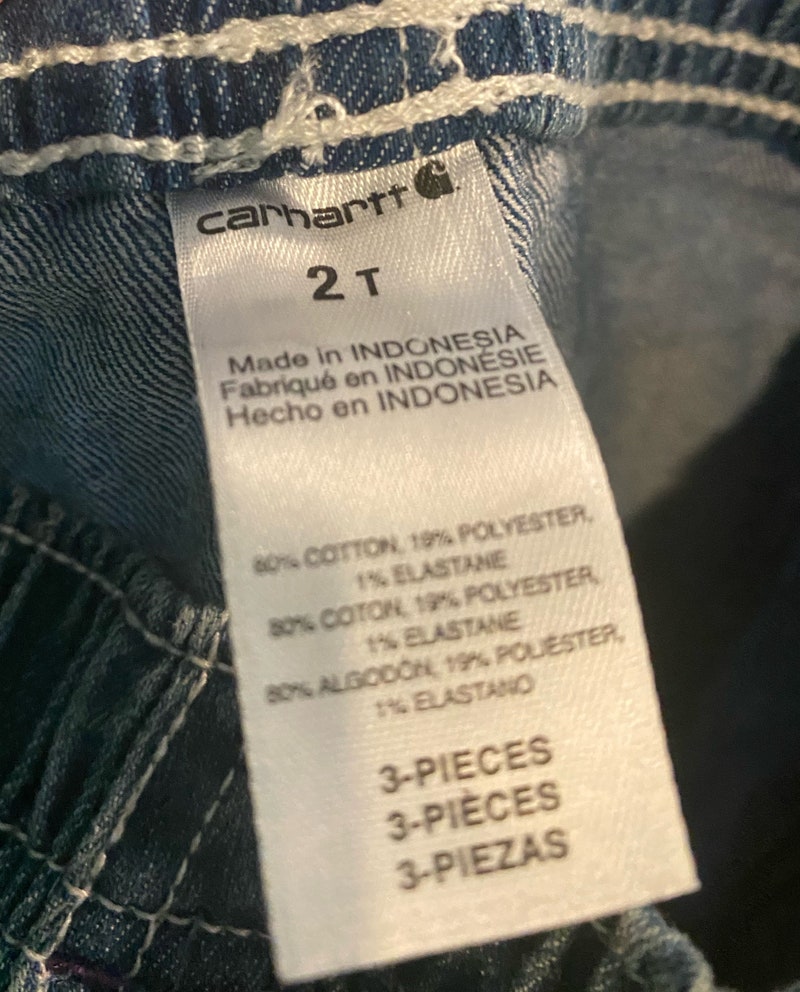 carhartt
2 T
Made in INDONESIA
Fabriqué en INDONÉSIE
Hecho en INDONESIA
80% COTTON, 19% POLYESTER,
1% ELASTANE
80% COTON, 19% POLYESTER,
1% ELASTANE
80% ALGODÓN, 19% POLIÉSTER,
1% ELASTANO
3-PIECES
3-PIÈCES
3-PIEZAS